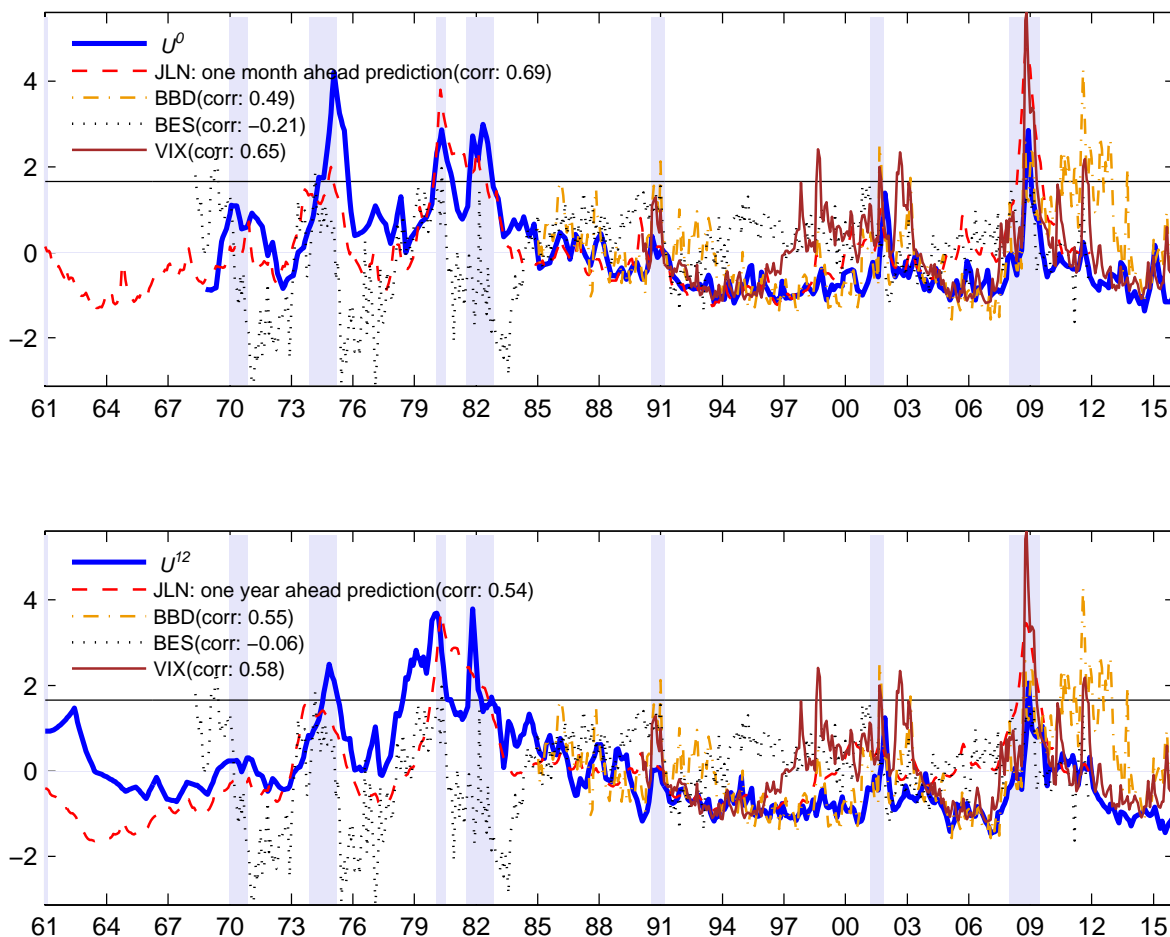 U⁰
JLN: one month ahead prediction(corr: 0.69)
BBD(corr: 0.49)
BES(corr: −0.21)
VIX(corr: 0.65)
4
2
0
−2
61 64 67 70 73 76 79 82 85 88 91 94 97 00 03 06 09 12 15
U¹²
JLN: one year ahead prediction(corr: 0.54)
BBD(corr: 0.55)
BES(corr: −0.06)
VIX(corr: 0.58)
4
2
0
−2
61 64 67 70 73 76 79 82 85 88 91 94 97 00 03 06 09 12 15